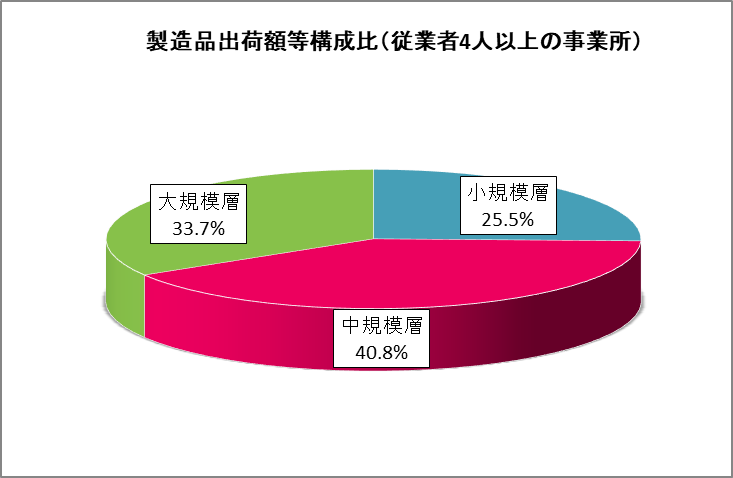 製造品出荷額等構成比（従業者4人以上の事業所）
大規模層
33.7%
小規模層
25.5%
中規模層
40.8%